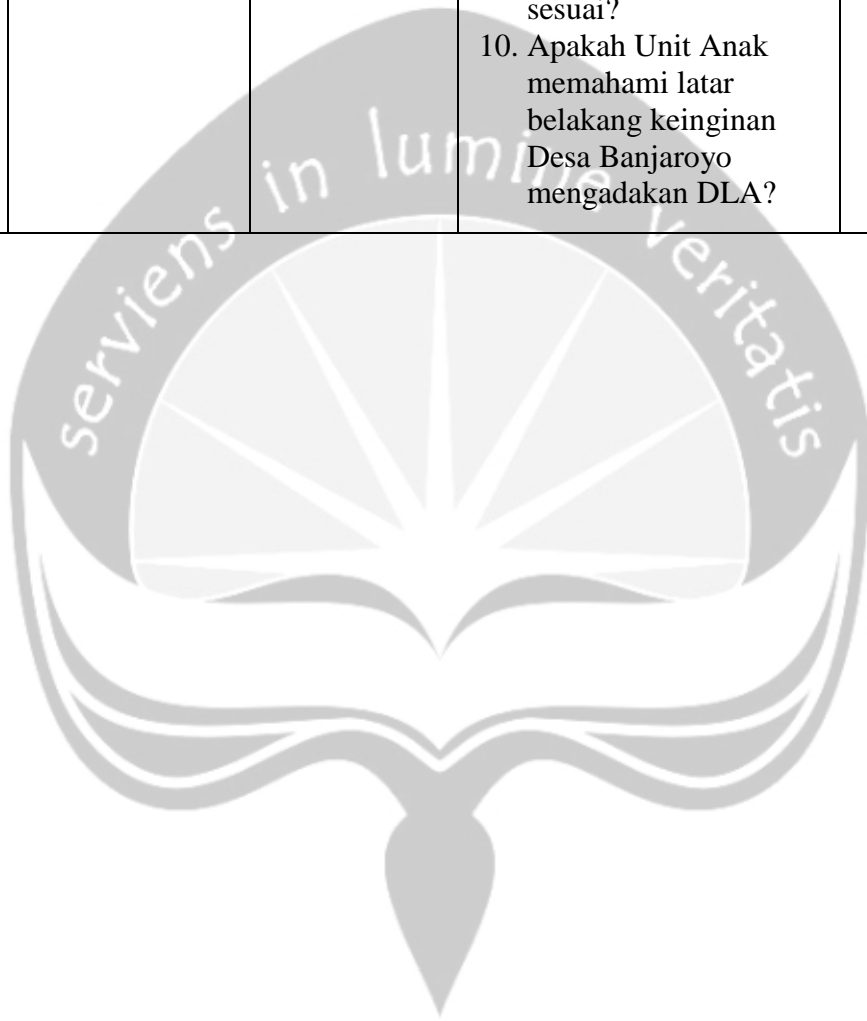 sesuai?
10. Apakah Unit Anak
memahami latar
belakang keinginan
Desa Banjaroyo
mengadakan DLA?
serviens in lumine veritatis